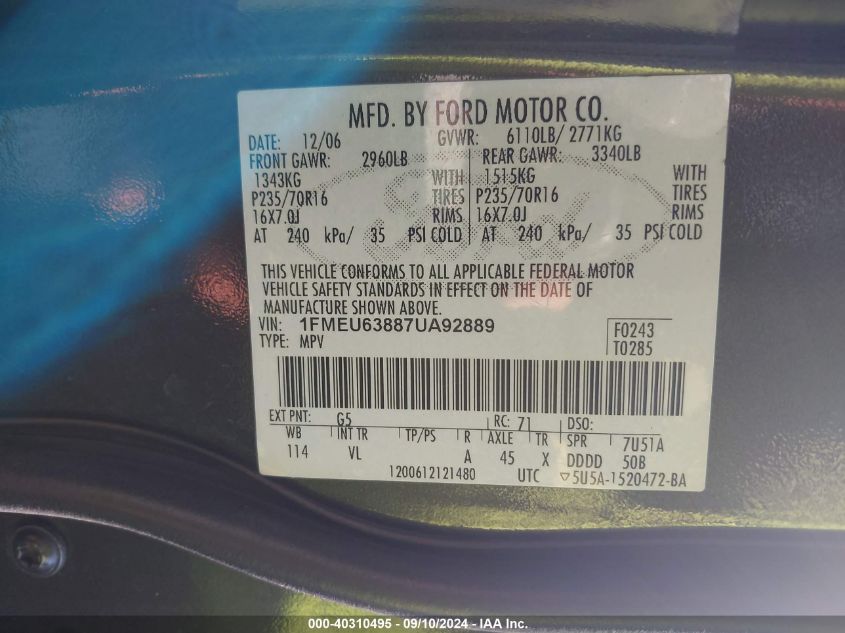 MFD. BY FORD MOTOR CO.
DATE: 12/06 GVWR: 6110LB/ 2771KG
FRONT GAWR: 2960LB REAR GAWR: 3340LB
1343KG WITH 1515KG WITH
P235/70R16 TIRES P235/70R16 TIRES
16X7.0J RIMS 16X7.0J RIMS
AT 240 kPa/ 35 PSI COLD AT 240 kPa/ 35 PSI COLD
THIS VEHICLE CONFORMS TO ALL APPLICABLE FEDERAL MOTOR
VEHICLE SAFETY STANDARDS IN EFFECT ON THE DATE OF
MANUFACTURE SHOWN ABOVE.
VIN: 1FMEU63887UA92889 F0243
TYPE: MPV T0285
EXT PNT: G5 RC: 71 DSO:
WB INT TR TP/PS R AXLE TR SPR 7U51A
114 VL A 45 X DDDD 50B
1200612121480 UTC ▽5U5A-1520472-BA
000-40310495 - 09/10/2024 - IAA Inc.